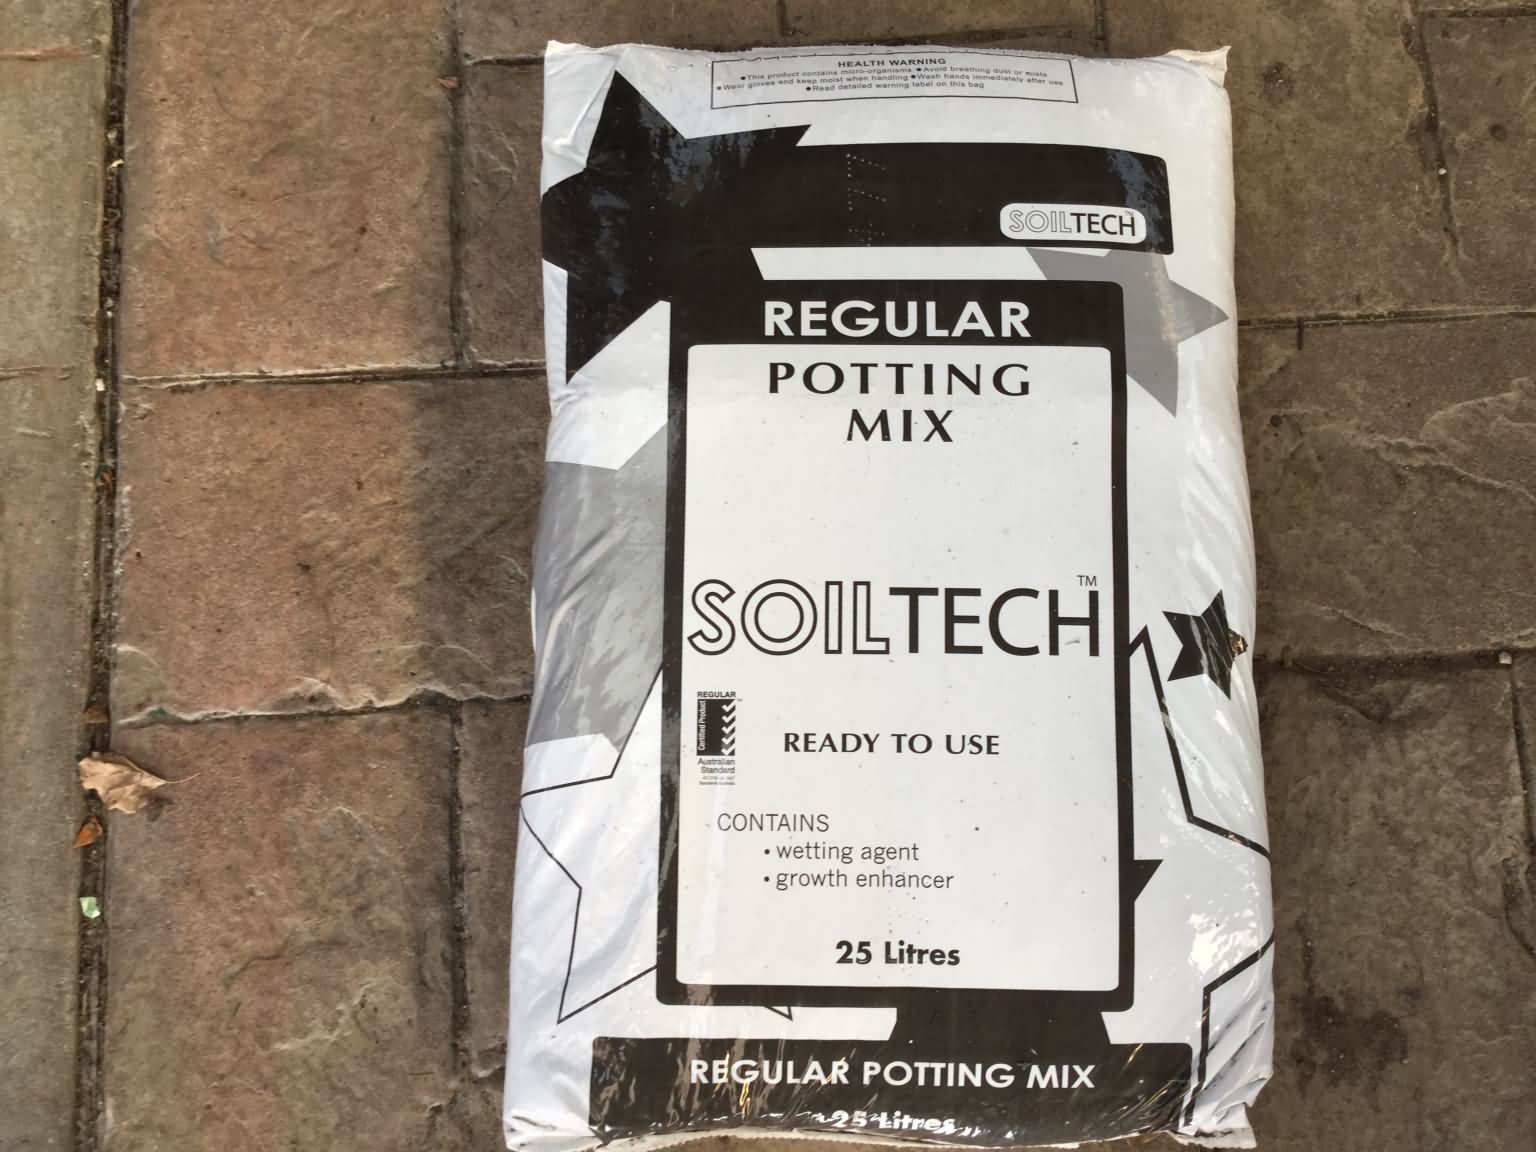 HEALTH WARNING
•This product contains micro-organisms •Avoid breathing dust or mists
•Wear gloves and keep moist when handling •Wash hands immediately after use
•Read detailed warning label on this bag
SOILTECH™
REGULAR
POTTING
MIX
SOILTECH™
REGULAR
Certified Product
Australian
Standard
READY TO USE
CONTAINS
• wetting agent
• growth enhancer
25 Litres
REGULAR POTTING MIX
25 Litres